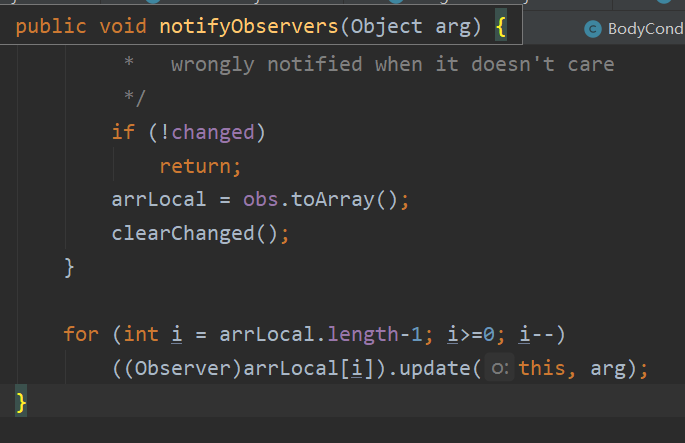 public void notifyObservers(Object arg) {
BodyCond
* wrongly notified when it doesn't care
*/
if (!changed)
return;
arrLocal = obs.toArray();
clearChanged();
}
for (int i = arrLocal.length-1; i>=0; i--)
((Observer)arrLocal[i]).update( o: this, arg);
}